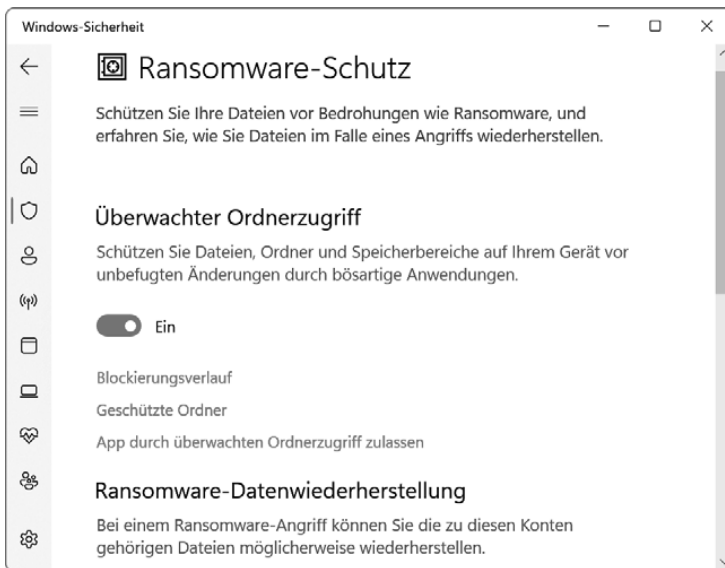 Windows-Sicherheit
Ransomware-Schutz
Schützen Sie Ihre Dateien vor Bedrohungen wie Ransomware, und
erfahren Sie, wie Sie Dateien im Falle eines Angriffs wiederherstellen.
Überwachter Ordnerzugriff
Schützen Sie Dateien, Ordner und Speicherbereiche auf Ihrem Gerät vor
unbefugten Änderungen durch bösartige Anwendungen.
Ein
Blockierungsverlauf
Geschützte Ordner
App durch überwachten Ordnerzugriff zulassen
Ransomware-Datenwiederherstellung
Bei einem Ransomware-Angriff können Sie die zu diesen Konten
gehörigen Dateien möglicherweise wiederherstellen.